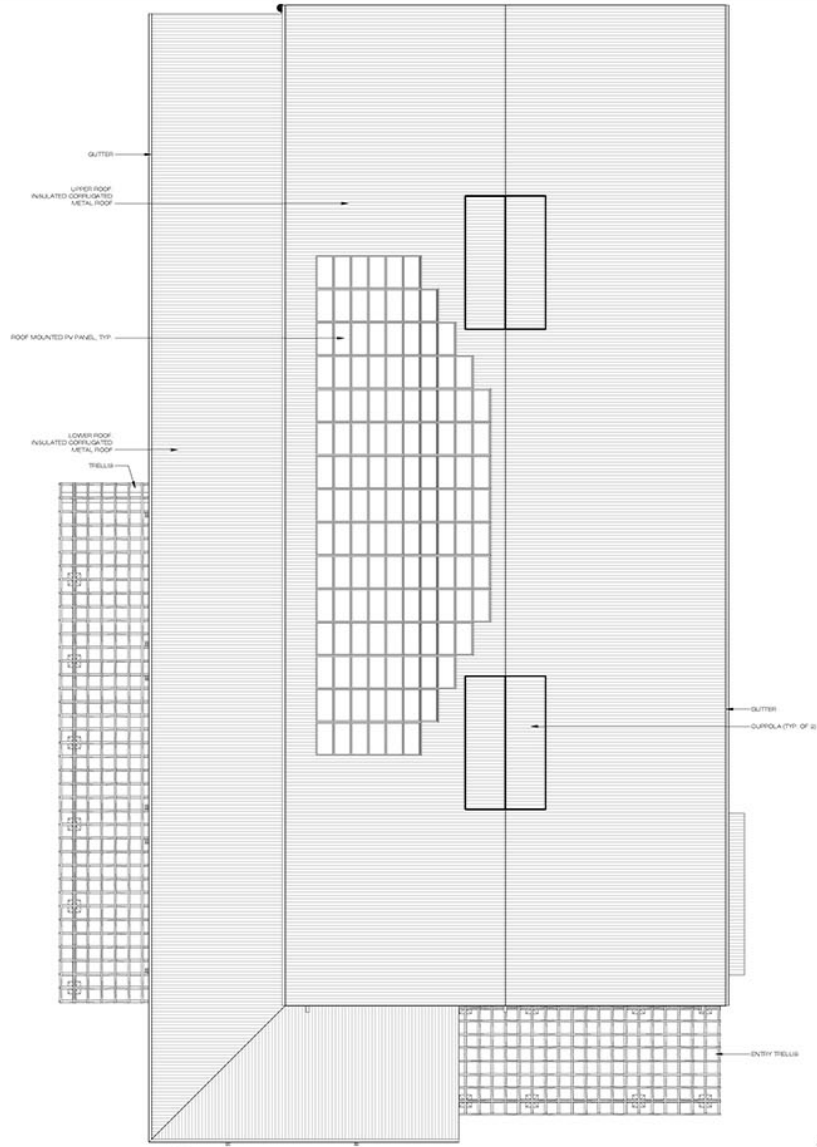 GUTTER
UPPER ROOF:
INSULATED CORRUGATED
METAL ROOF
ROOF MOUNTED PV PANEL, TYP.
LOWER ROOF:
INSULATED CORRUGATED
METAL ROOF
TRELLIS
GUTTER
CUPPOLA (TYP. OF 2)
ENTRY TRELLIS